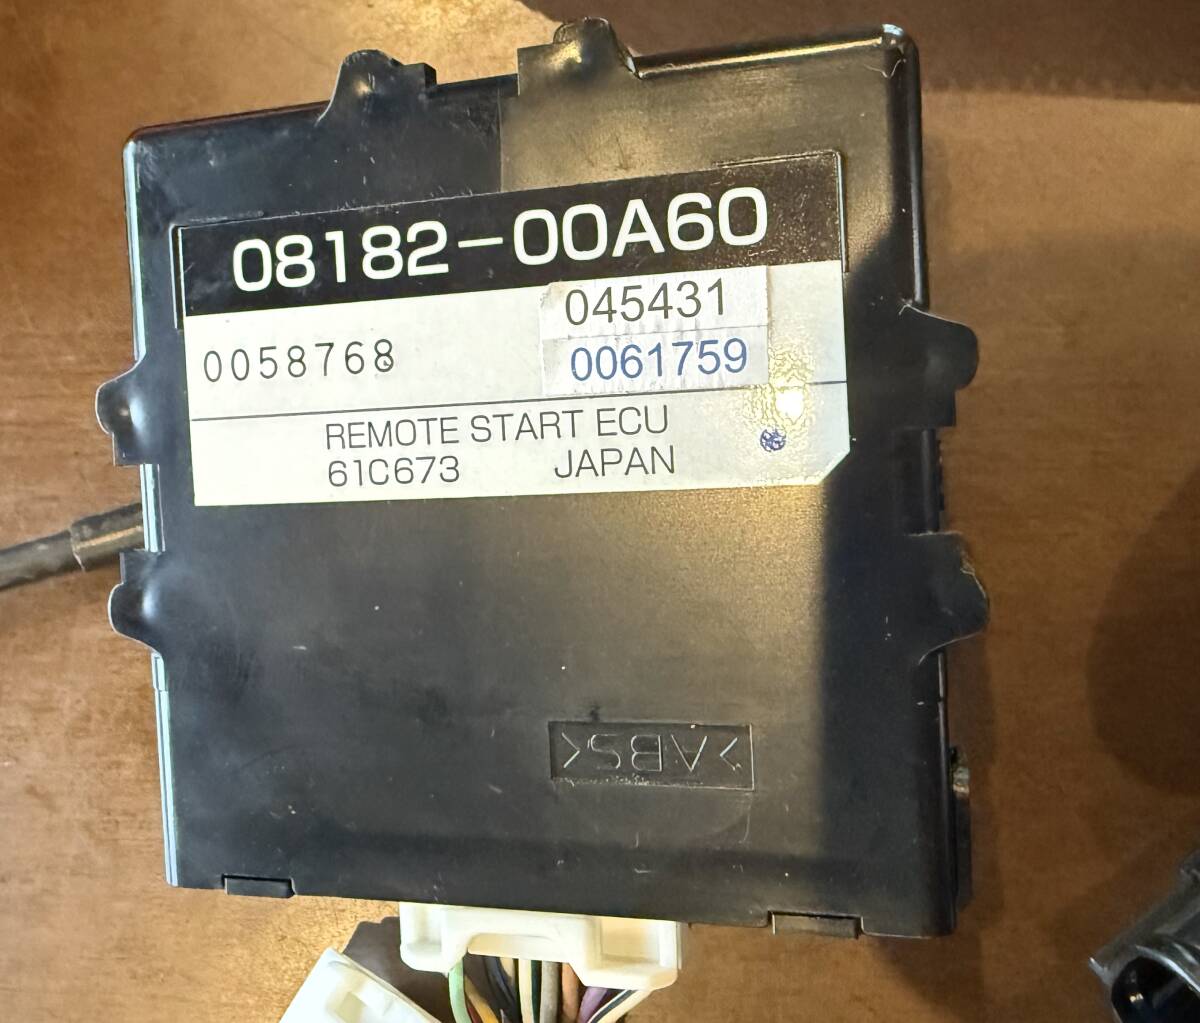 08182-00A60
045431
0058768
0061759
REMOTE START ECU
61C673 JAPAN
>ABS<